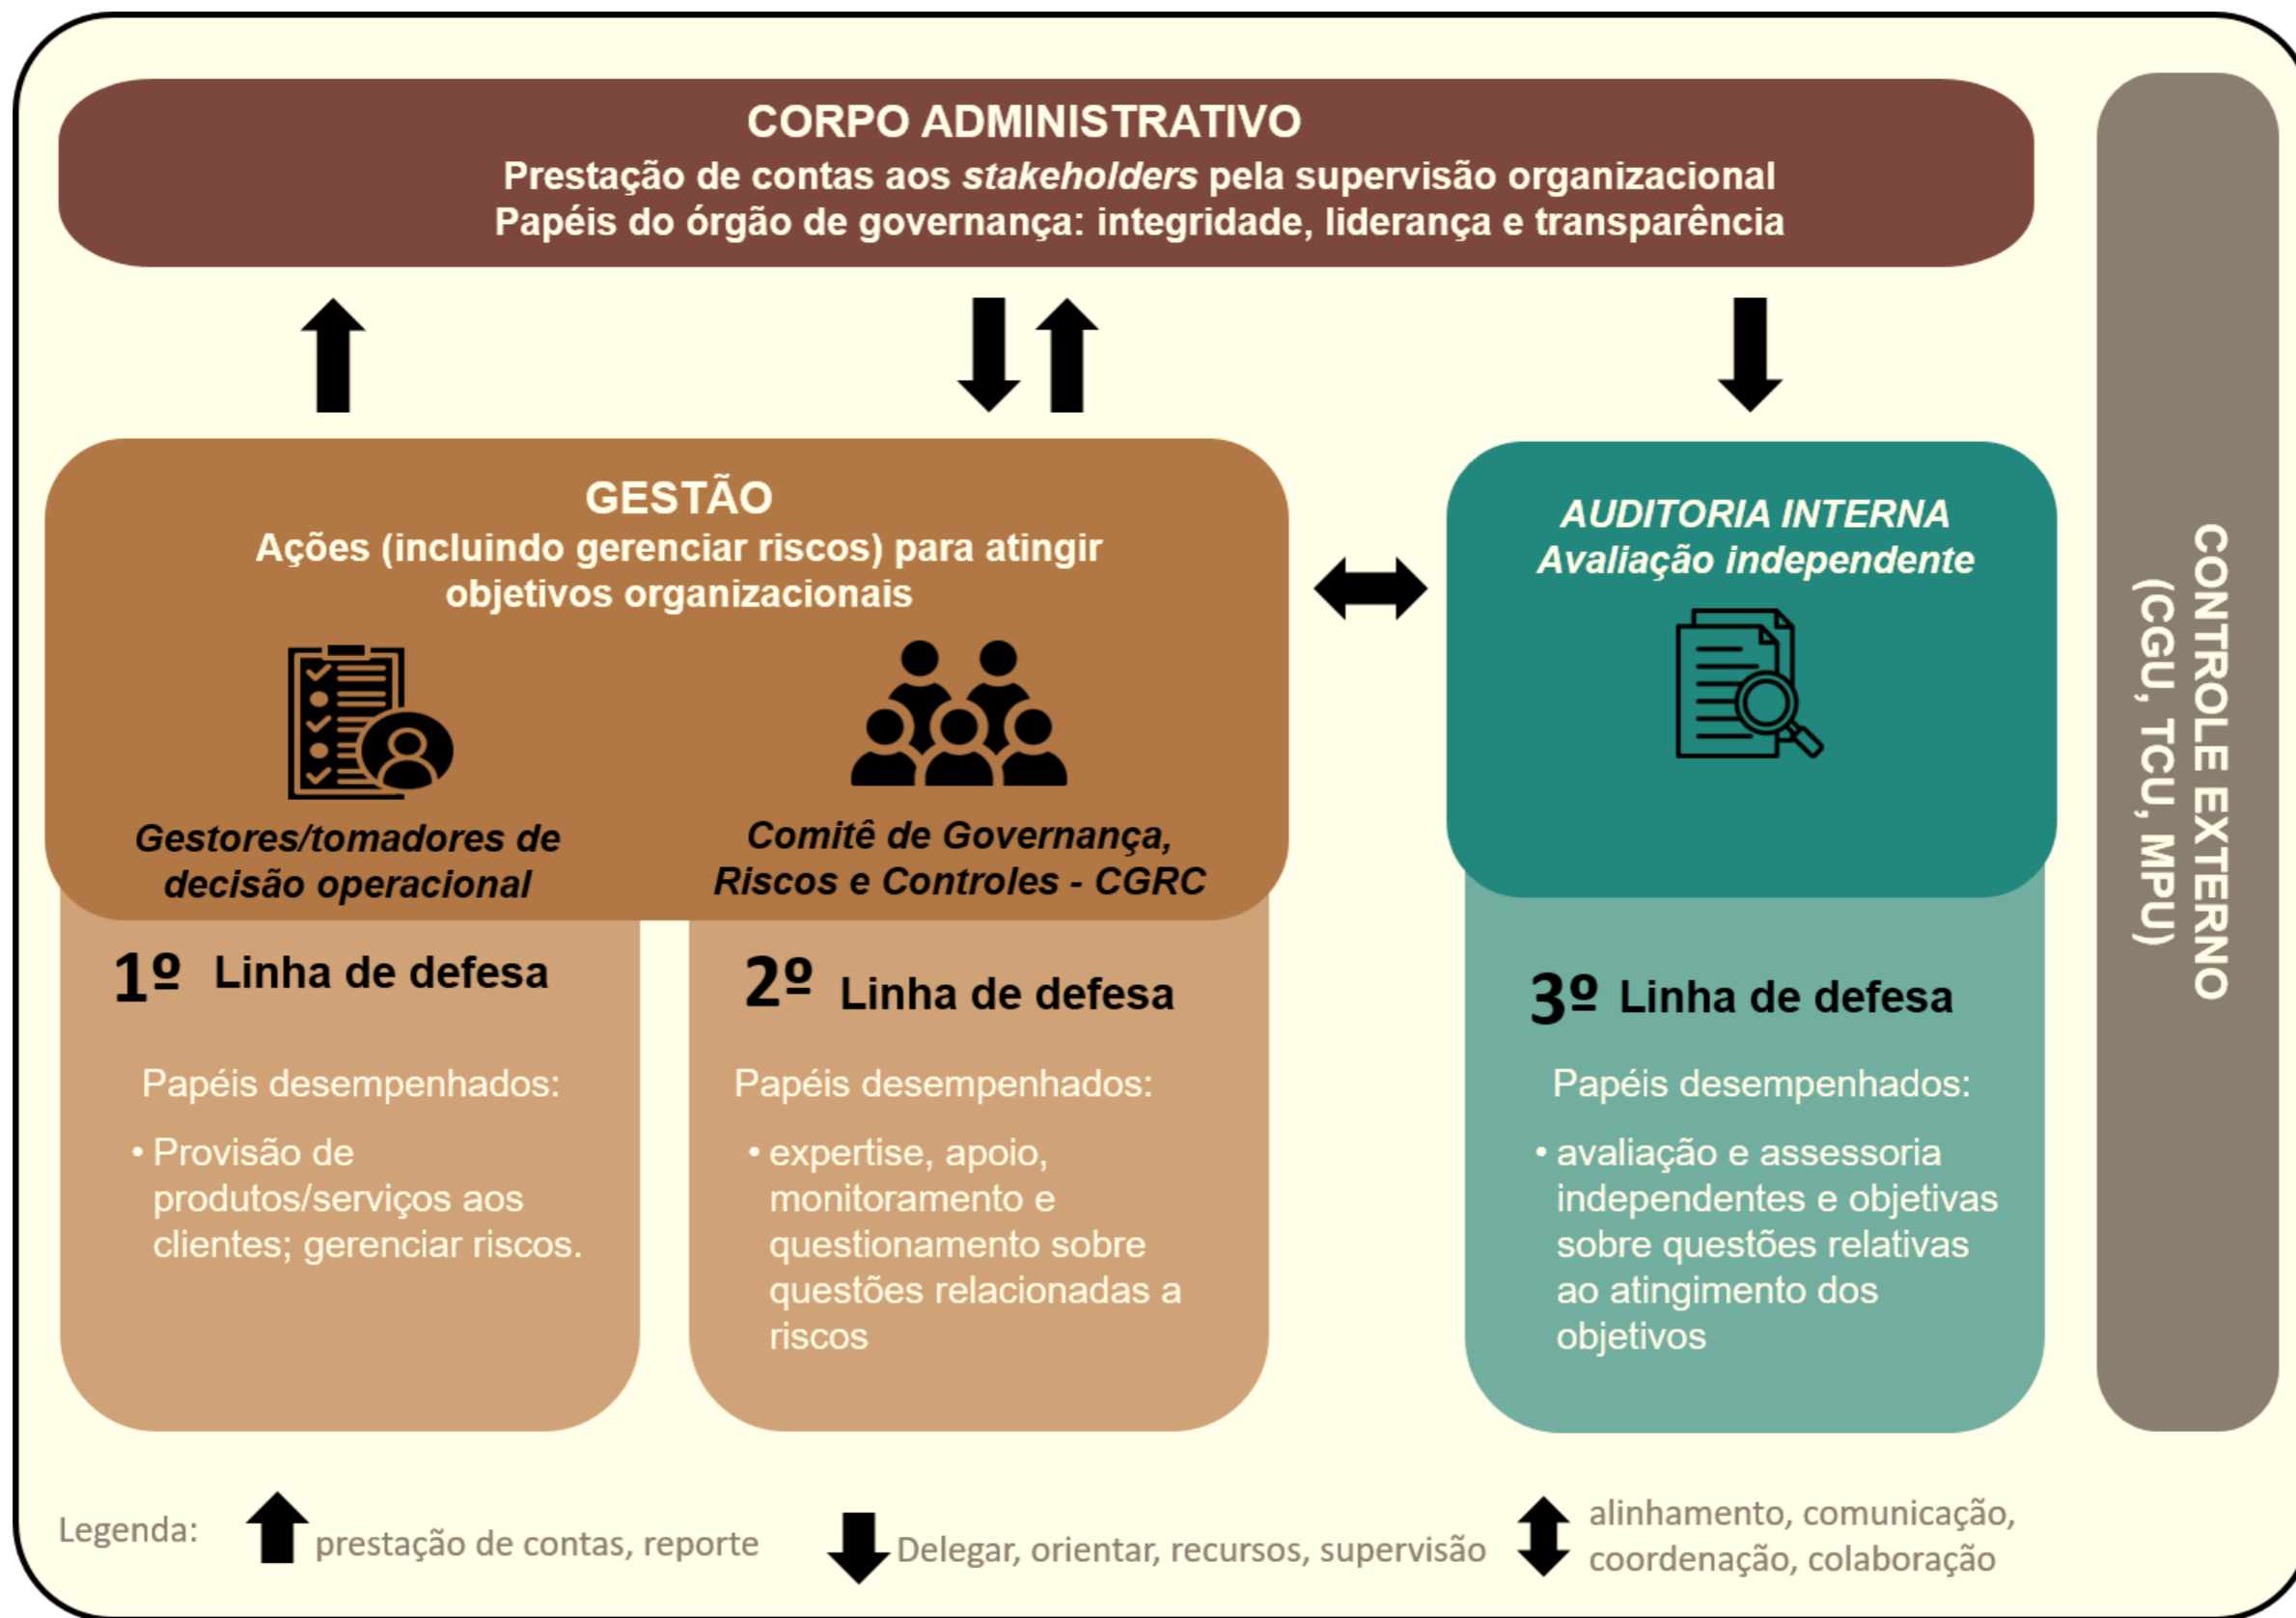 CORPO ADMINISTRATIVO
Prestação de contas aos stakeholders pela supervisão organizacional
Papéis do órgão de governança: integridade, liderança e transparência
GESTÃO
Ações (incluindo gerenciar riscos) para atingir
objetivos organizacionais
Gestores/tomadores de
decisão operacional
Comitê de Governança,
Riscos e Controles - CGRC
AUDITORIA INTERNA
Avaliação independente
1º Linha de defesa
Papéis desempenhados:
• Provisão de
produtos/serviços aos
clientes; gerenciar riscos.
2º Linha de defesa
Papéis desempenhados:
• expertise, apoio,
monitoramento e
questionamento sobre
questões relacionadas a
riscos
3º Linha de defesa
Papéis desempenhados:
• avaliação e assessoria
independentes e objetivas
sobre questões relativas
ao atingimento dos
objetivos
CONTROLE EXTERNO
(CGU, TCU, MPU)
Legenda:
prestação de contas, reporte
Delegar, orientar, recursos, supervisão
alinhamento, comunicação,
coordenação, colaboração